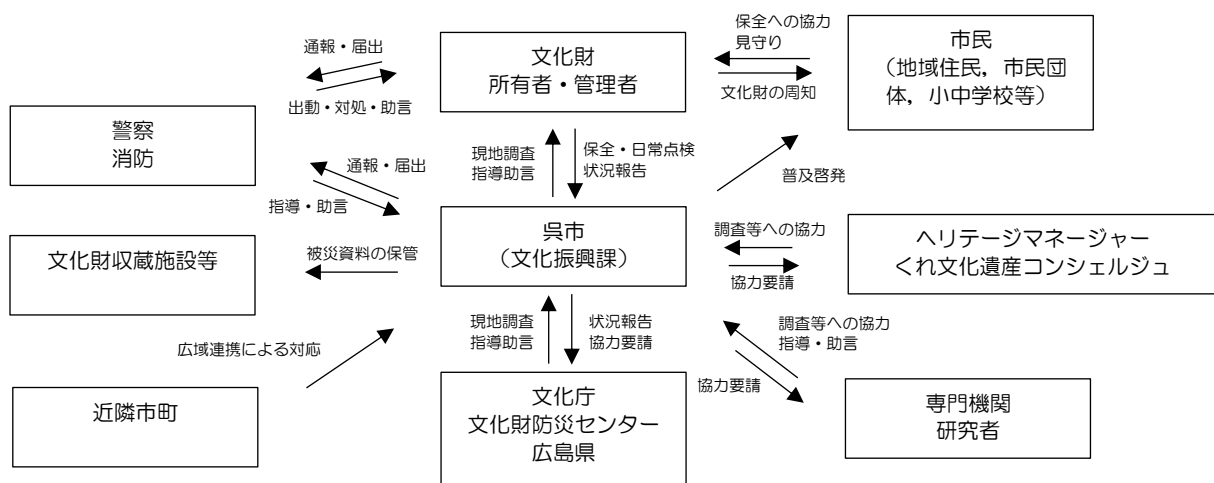 通報・届出
文化財
所有者・管理者
保全への協力
見守り
市民
（地域住民，市民団
体，小中学校等）
出動・対処・助言
文化財の周知
警察
消防
通報・届出
現地調査
指導助言
保全・日常点検
状況報告
普及啓発
指導・助言
文化財収蔵施設等
被災資料の保管
呉市
（文化振興課）
調査等への協力
協力要請
ヘリテージマネージャー
くれ文化遺産コンシェルジュ
広域連携による対応
現地調査
指導助言
状況報告
協力要請
調査等への協力
指導・助言
協力要請
近隣市町
文化庁
文化財防災センター
広島県
専門機関
研究者